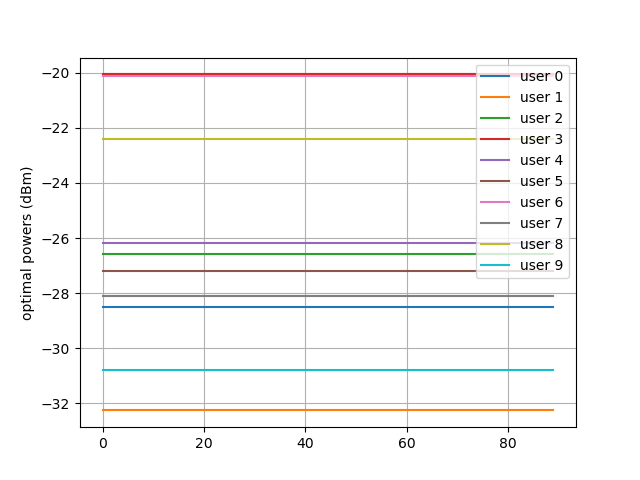 optimal powers (dBm)
−20
−22
−24
−26
−28
−30
−32
0
20
40
60
80
user 0
user 1
user 2
user 3
user 4
user 5
user 6
user 7
user 8
user 9